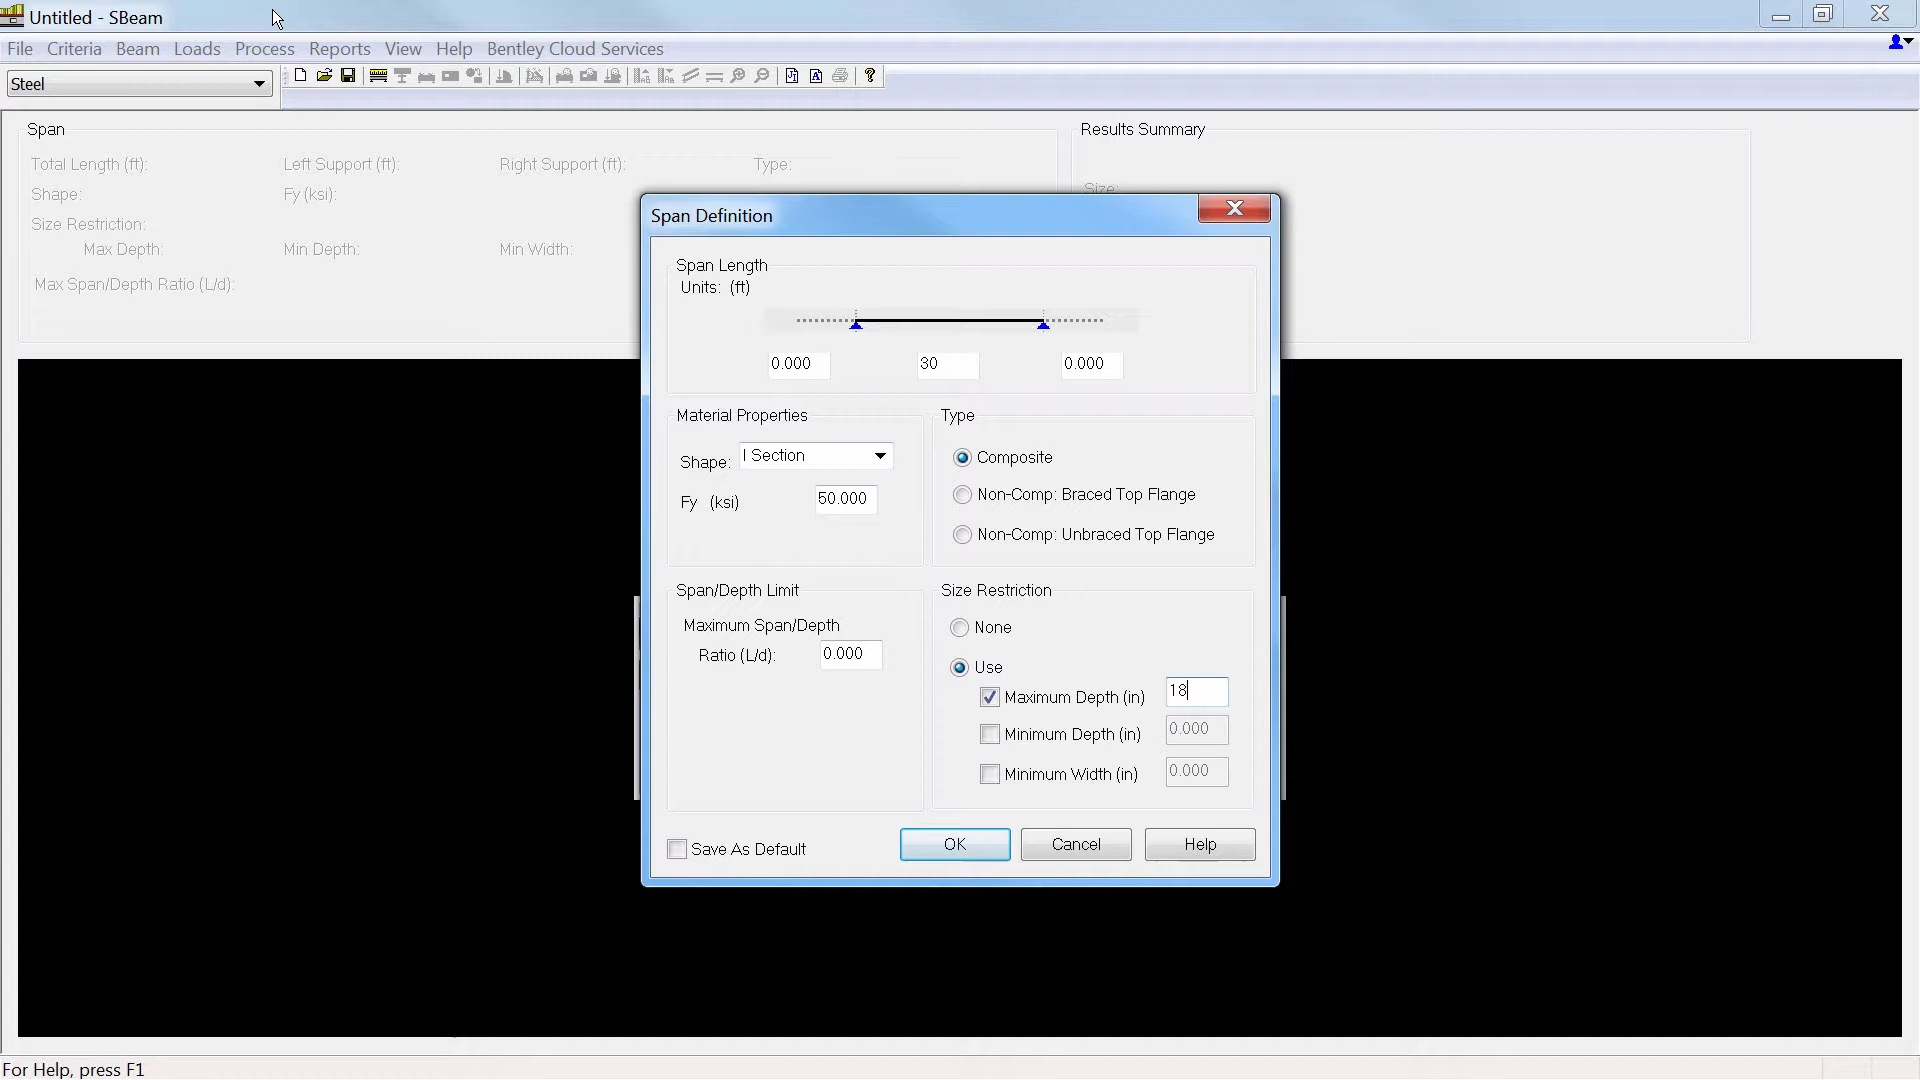 Untitled - SBeam
File Criteria Beam Loads Process Reports View Help Bentley Cloud Services
Steel
Span
Total Length (ft): Left Support (ft): Right Support (ft): Type:
Shape: Fy (ksi):
Size Restriction:
Max Depth: Min Depth: Min Width:
Max Span/Depth Ratio (L/d):
Results Summary
Size:
Span Definition
Span Length
Units: (ft)
0.000 30 0.000
Material Properties
Shape: I Section
Fy (ksi) 50.000
Type
Composite
Non-Comp: Braced Top Flange
Non-Comp: Unbraced Top Flange
Span/Depth Limit
Maximum Span/Depth
Ratio (L/d): 0.000
Size Restriction
None
Use
Maximum Depth (in) 18
Minimum Depth (in) 0.000
Minimum Width (in) 0.000
Save As Default OK Cancel Help
For Help, press F1